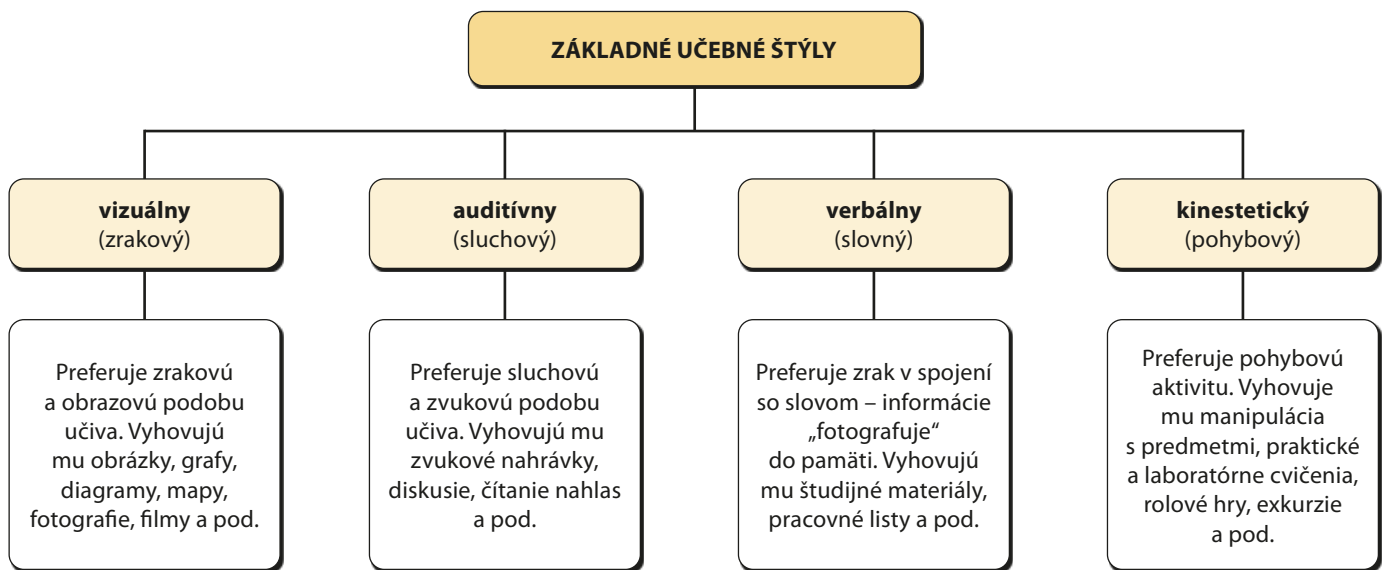 ZÁKLADNÉ UČEBNÉ ŠTÝLY
vizuálny
(zrakový)
auditívny
(sluchový)
verbálny
(slovný)
kinestetický
(pohybový)
Preferuje zrakovú
a obrazovú podobu
učiva. Vyhovujú
mu obrázky, grafy,
diagramy, mapy,
fotografie, filmy a pod.
Preferuje sluchovú
a zvukovú podobu
učiva. Vyhovujú mu
zvukové nahrávky,
diskusie, čítanie nahlas
a pod.
Preferuje zrak v spojení
so slovom – informácie
„fotografuje“
do pamäti. Vyhovujú
mu študijné materiály,
pracovné listy a pod.
Preferuje pohybovú
aktivitu. Vyhovuje
mu manipulácia
s predmetmi, praktické
a laboratórne cvičenia,
rolové hry, exkurzie
a pod.